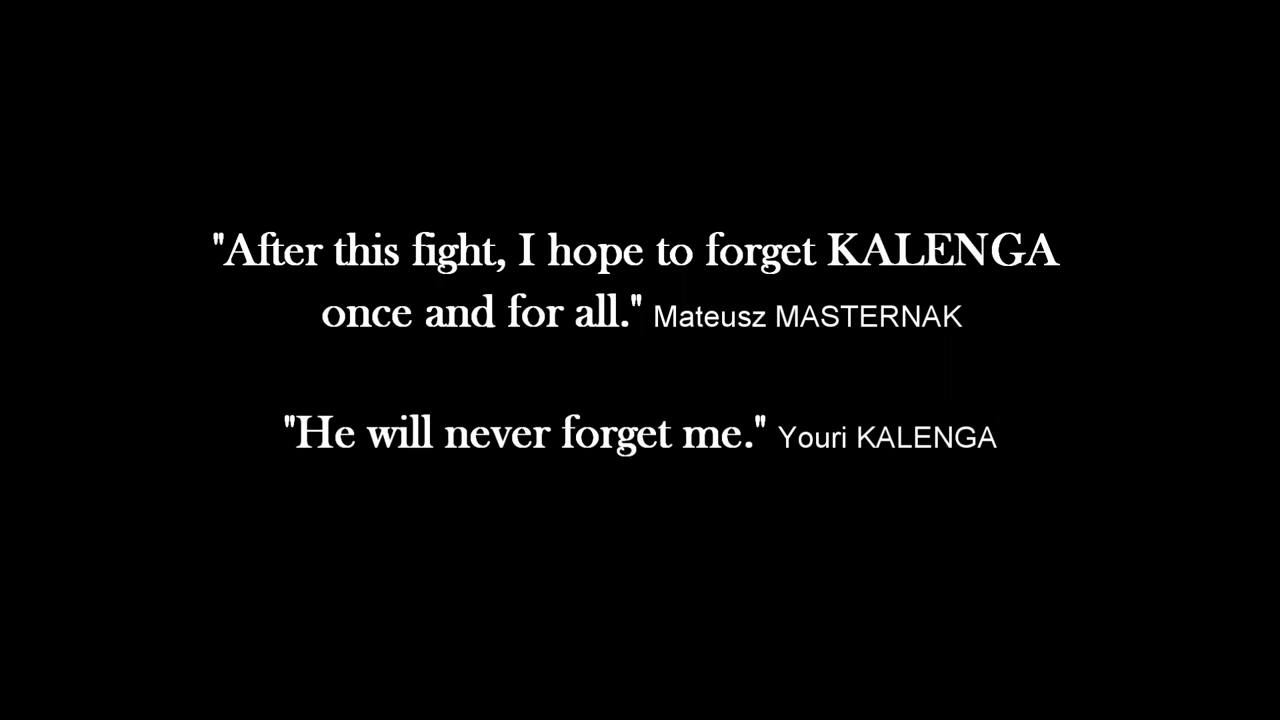 "After this fight, I hope to forget KALENGA
once and for all." Mateusz MASTERNAK
"He will never forget me." Youri KALENGA